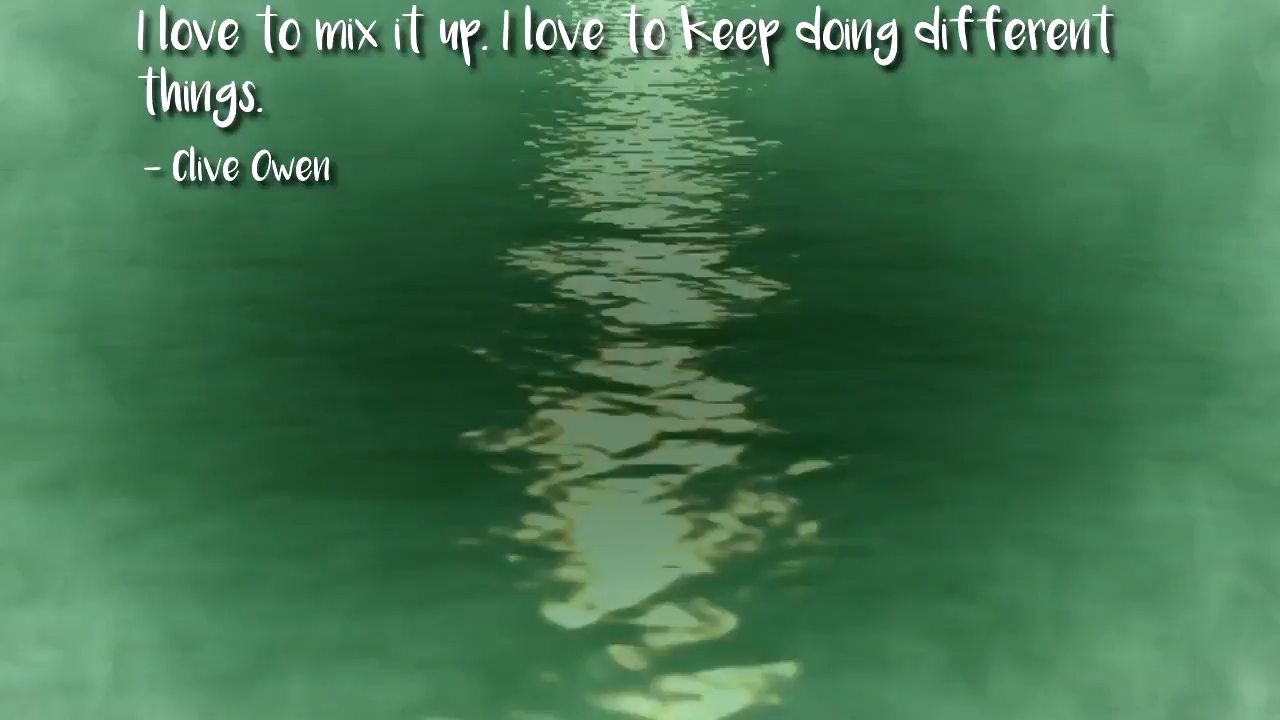 I love to mix it up. I love to keep doing different
things.
- Clive Owen